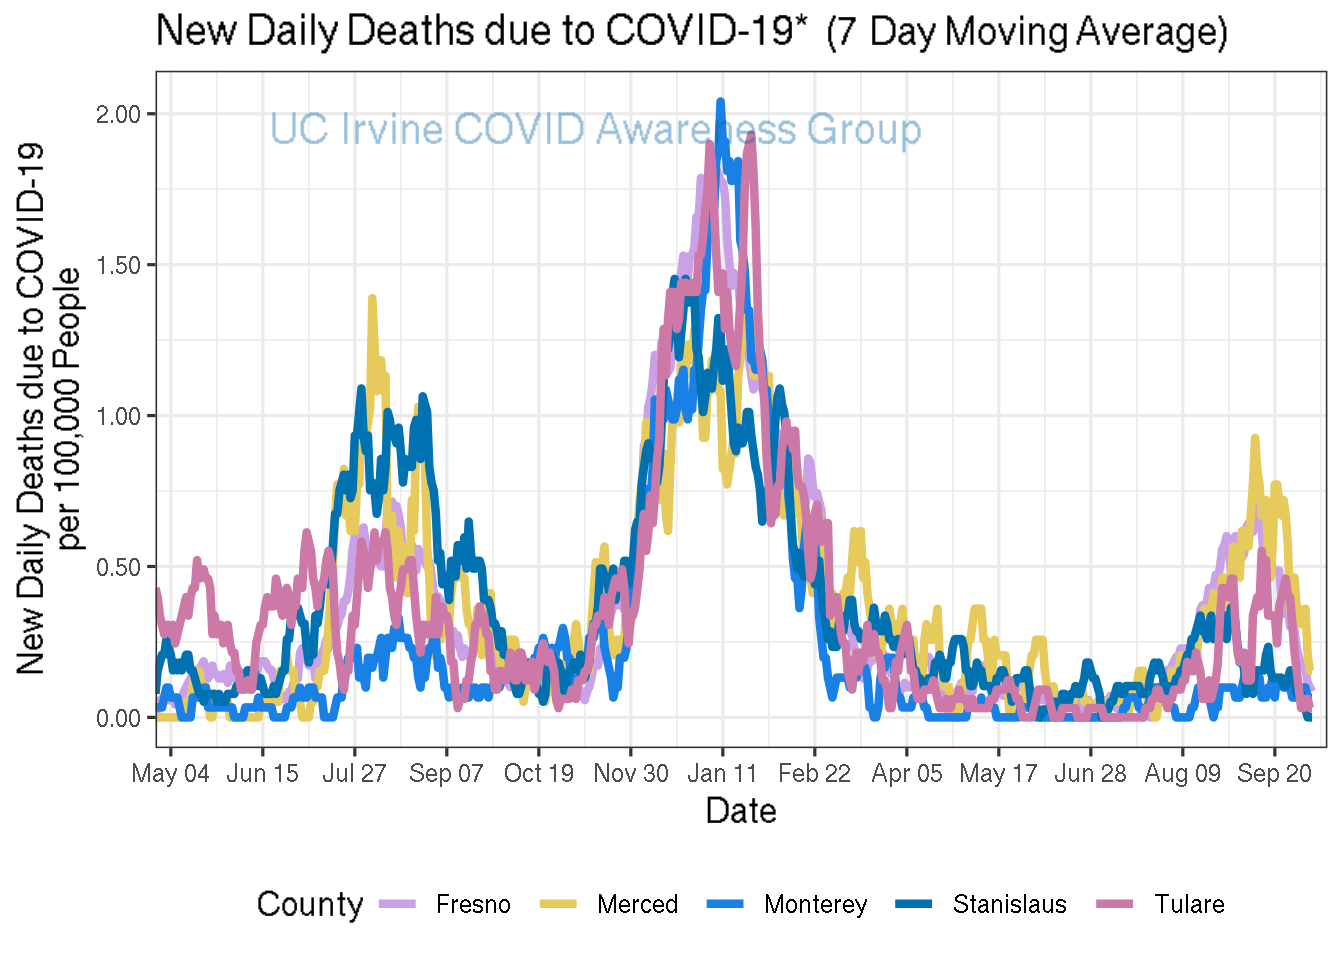 New Daily Deaths due to COVID-19* (7 Day Moving Average)
UC Irvine COVID Awareness Group
New Daily Deaths due to COVID-19
per 100,000 People
2.00
1.50
1.00
0.50
0.00
May 04 Jun 15 Jul 27 Sep 07 Oct 19 Nov 30 Jan 11 Feb 22 Apr 05 May 17 Jun 28 Aug 09 Sep 20
Date
County Fresno Merced Monterey Stanislaus Tulare